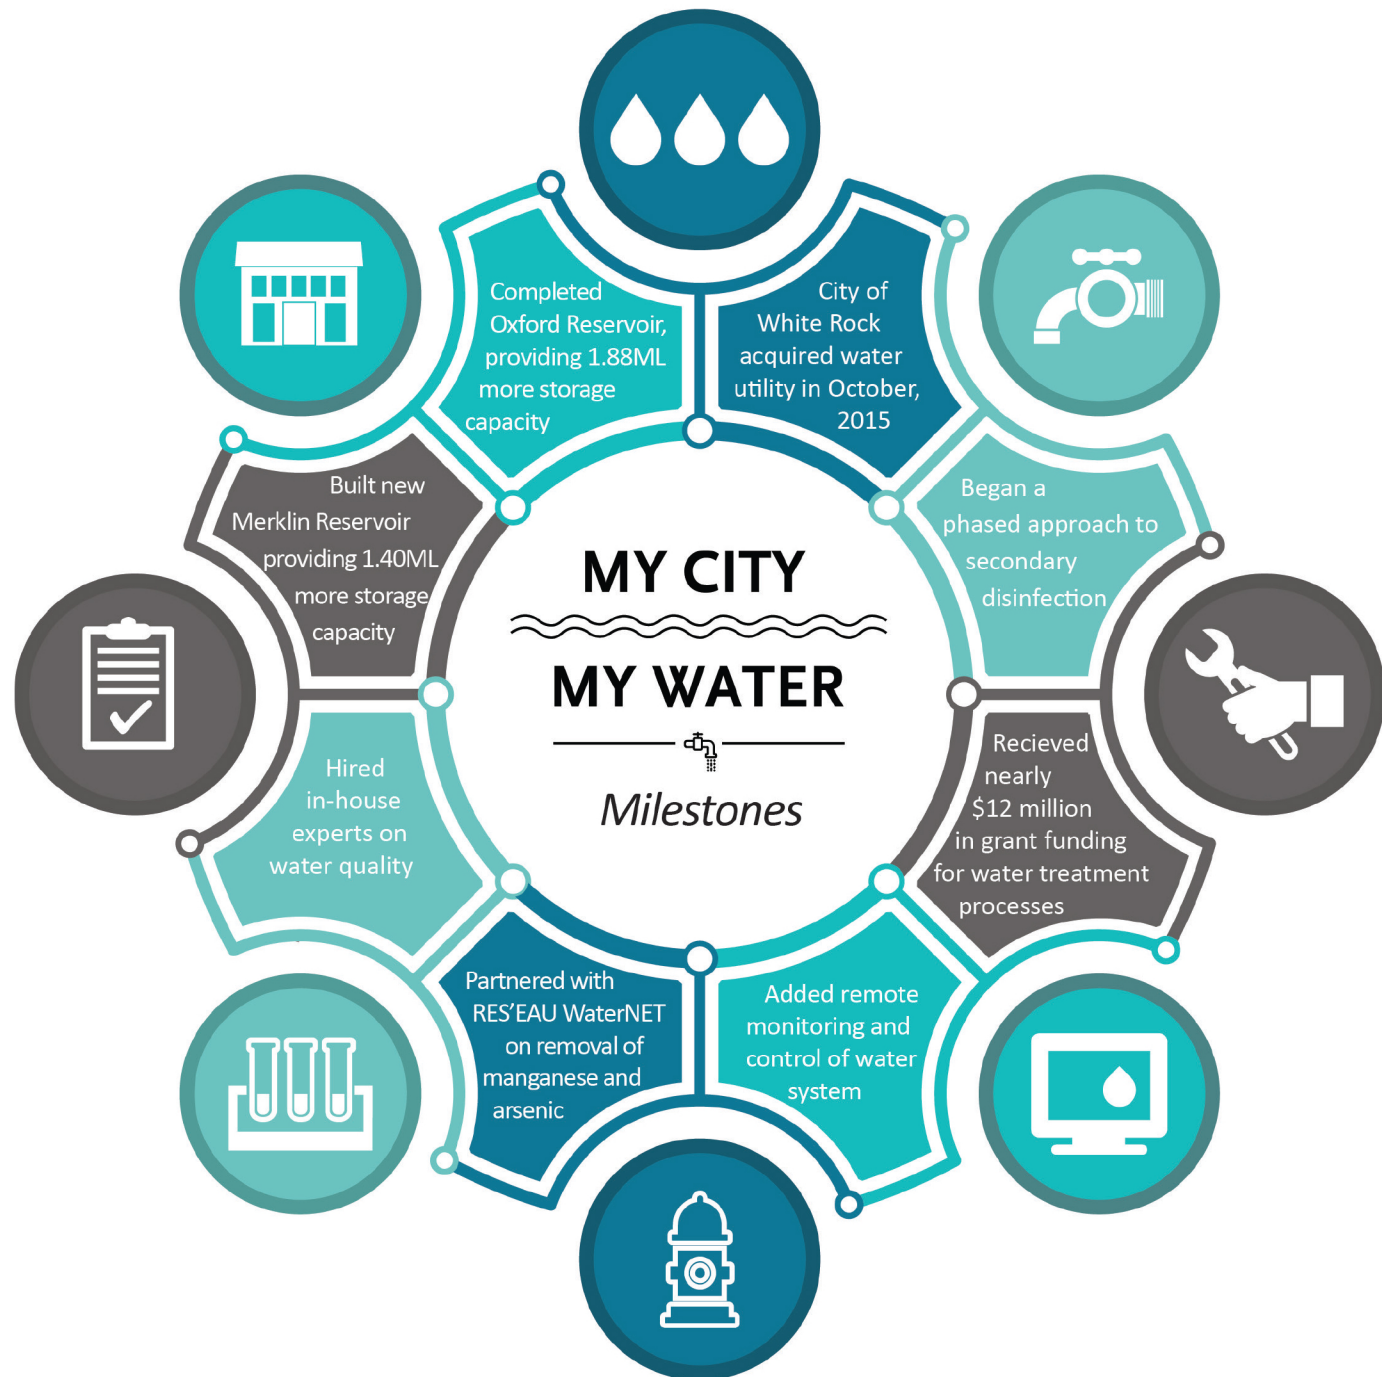 MY CITY
MY WATER
Milestones
City of
White Rock
acquired water
utility in October,
2015
Began a
phased approach to
secondary
disinfection
Recieved
nearly
$12 million
in grant funding
for water treatment
processes
Added remote
monitoring and
control of water
system
Partnered with
RES’EAU WaterNET
on removal of
manganese and
arsenic
Hired
in-house
experts on
water quality
Built new
Merklin Reservoir
providing 1.40ML
more storage
capacity
Completed
Oxford Reservoir,
providing 1.88ML
more storage
capacity